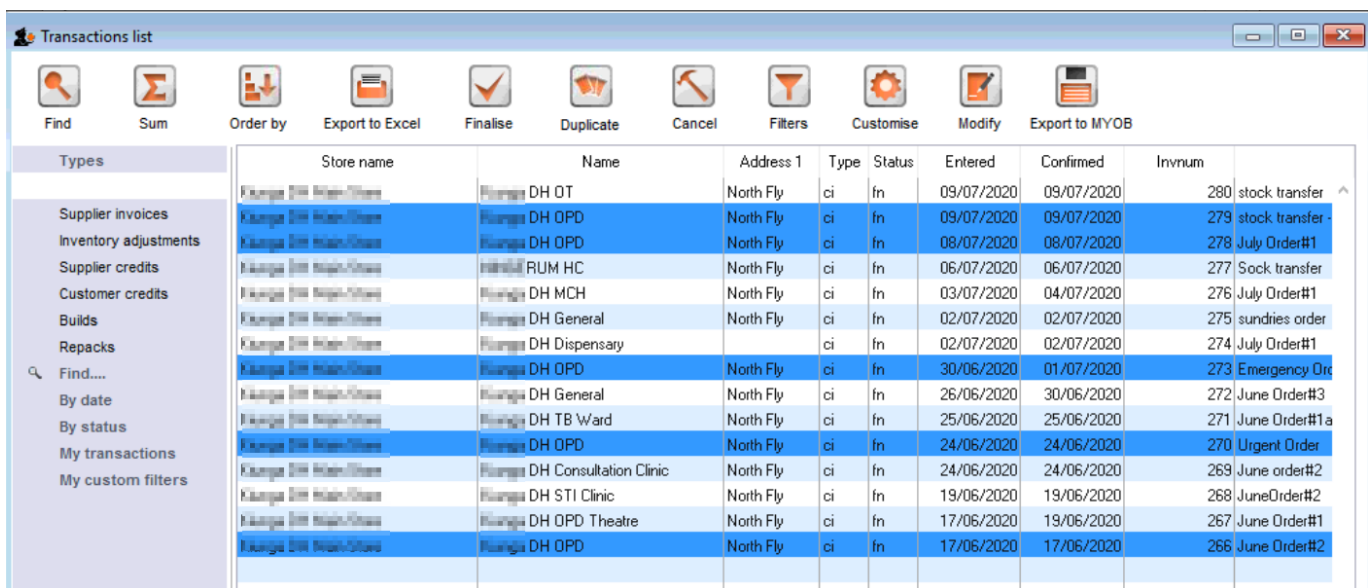 Transactions list
Find Sum Order by Export to Excel Finalise Duplicate Cancel Filters Customise Modify Export to MYOB
Types
Supplier invoices
Inventory adjustments
Supplier credits
Customer credits
Builds
Repacks
Find....
By date
By status
My transactions
My custom filters
Store name Name Address 1 Type Status Entered Confirmed Invnum
DH OT North Fly ci fn 09/07/2020 09/07/2020 280 stock transfer
DH OPD North Fly ci fn 09/07/2020 09/07/2020 279 stock transfer -
DH OPD North Fly ci fn 08/07/2020 08/07/2020 278 July Order#1
RUM HC North Fly ci fn 06/07/2020 06/07/2020 277 Sock transfer
DH MCH North Fly ci fn 03/07/2020 04/07/2020 276 July Order#1
DH General North Fly ci fn 02/07/2020 02/07/2020 275 sundries order
DH Dispensary ci fn 02/07/2020 02/07/2020 274 July Order#1
DH OPD North Fly ci fn 30/06/2020 01/07/2020 273 Emergency Orc
DH General North Fly ci fn 26/06/2020 30/06/2020 272 June Order#3
DH TB Ward North Fly ci fn 25/06/2020 25/06/2020 271 June Order#1a
DH OPD North Fly ci fn 24/06/2020 24/06/2020 270 Urgent Order
DH Consultation Clinic North Fly ci fn 24/06/2020 24/06/2020 269 June order#2
DH STI Clinic North Fly ci fn 19/06/2020 19/06/2020 268 JuneOrder#2
DH OPD Theatre North Fly ci fn 17/06/2020 19/06/2020 267 June Order#1
DH OPD North Fly ci fn 17/06/2020 17/06/2020 266 June Order#2